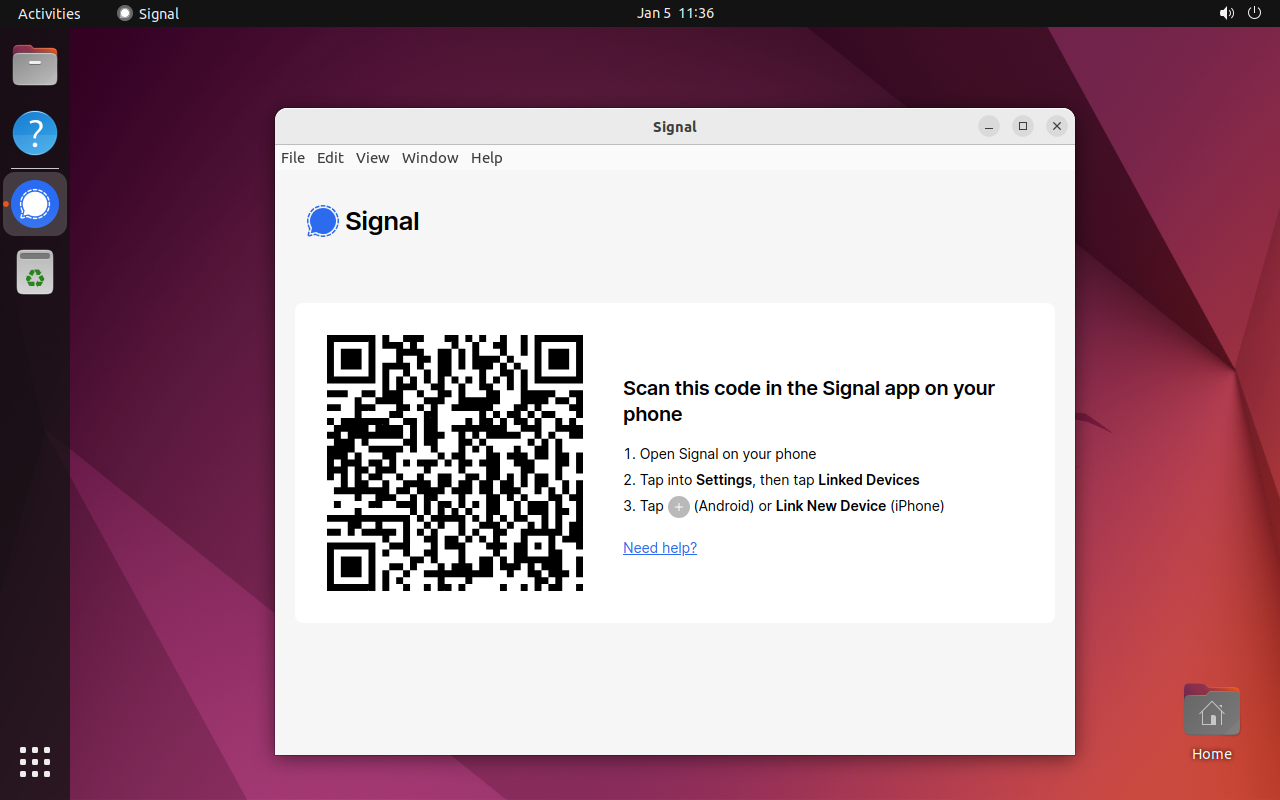 Activities
Signal
Jan 5 11:36
Signal
File Edit View Window Help
Signal
Scan this code in the Signal app on your
phone
1. Open Signal on your phone
2. Tap into Settings, then tap Linked Devices
3. Tap + (Android) or Link New Device (iPhone)
Need help?
Home